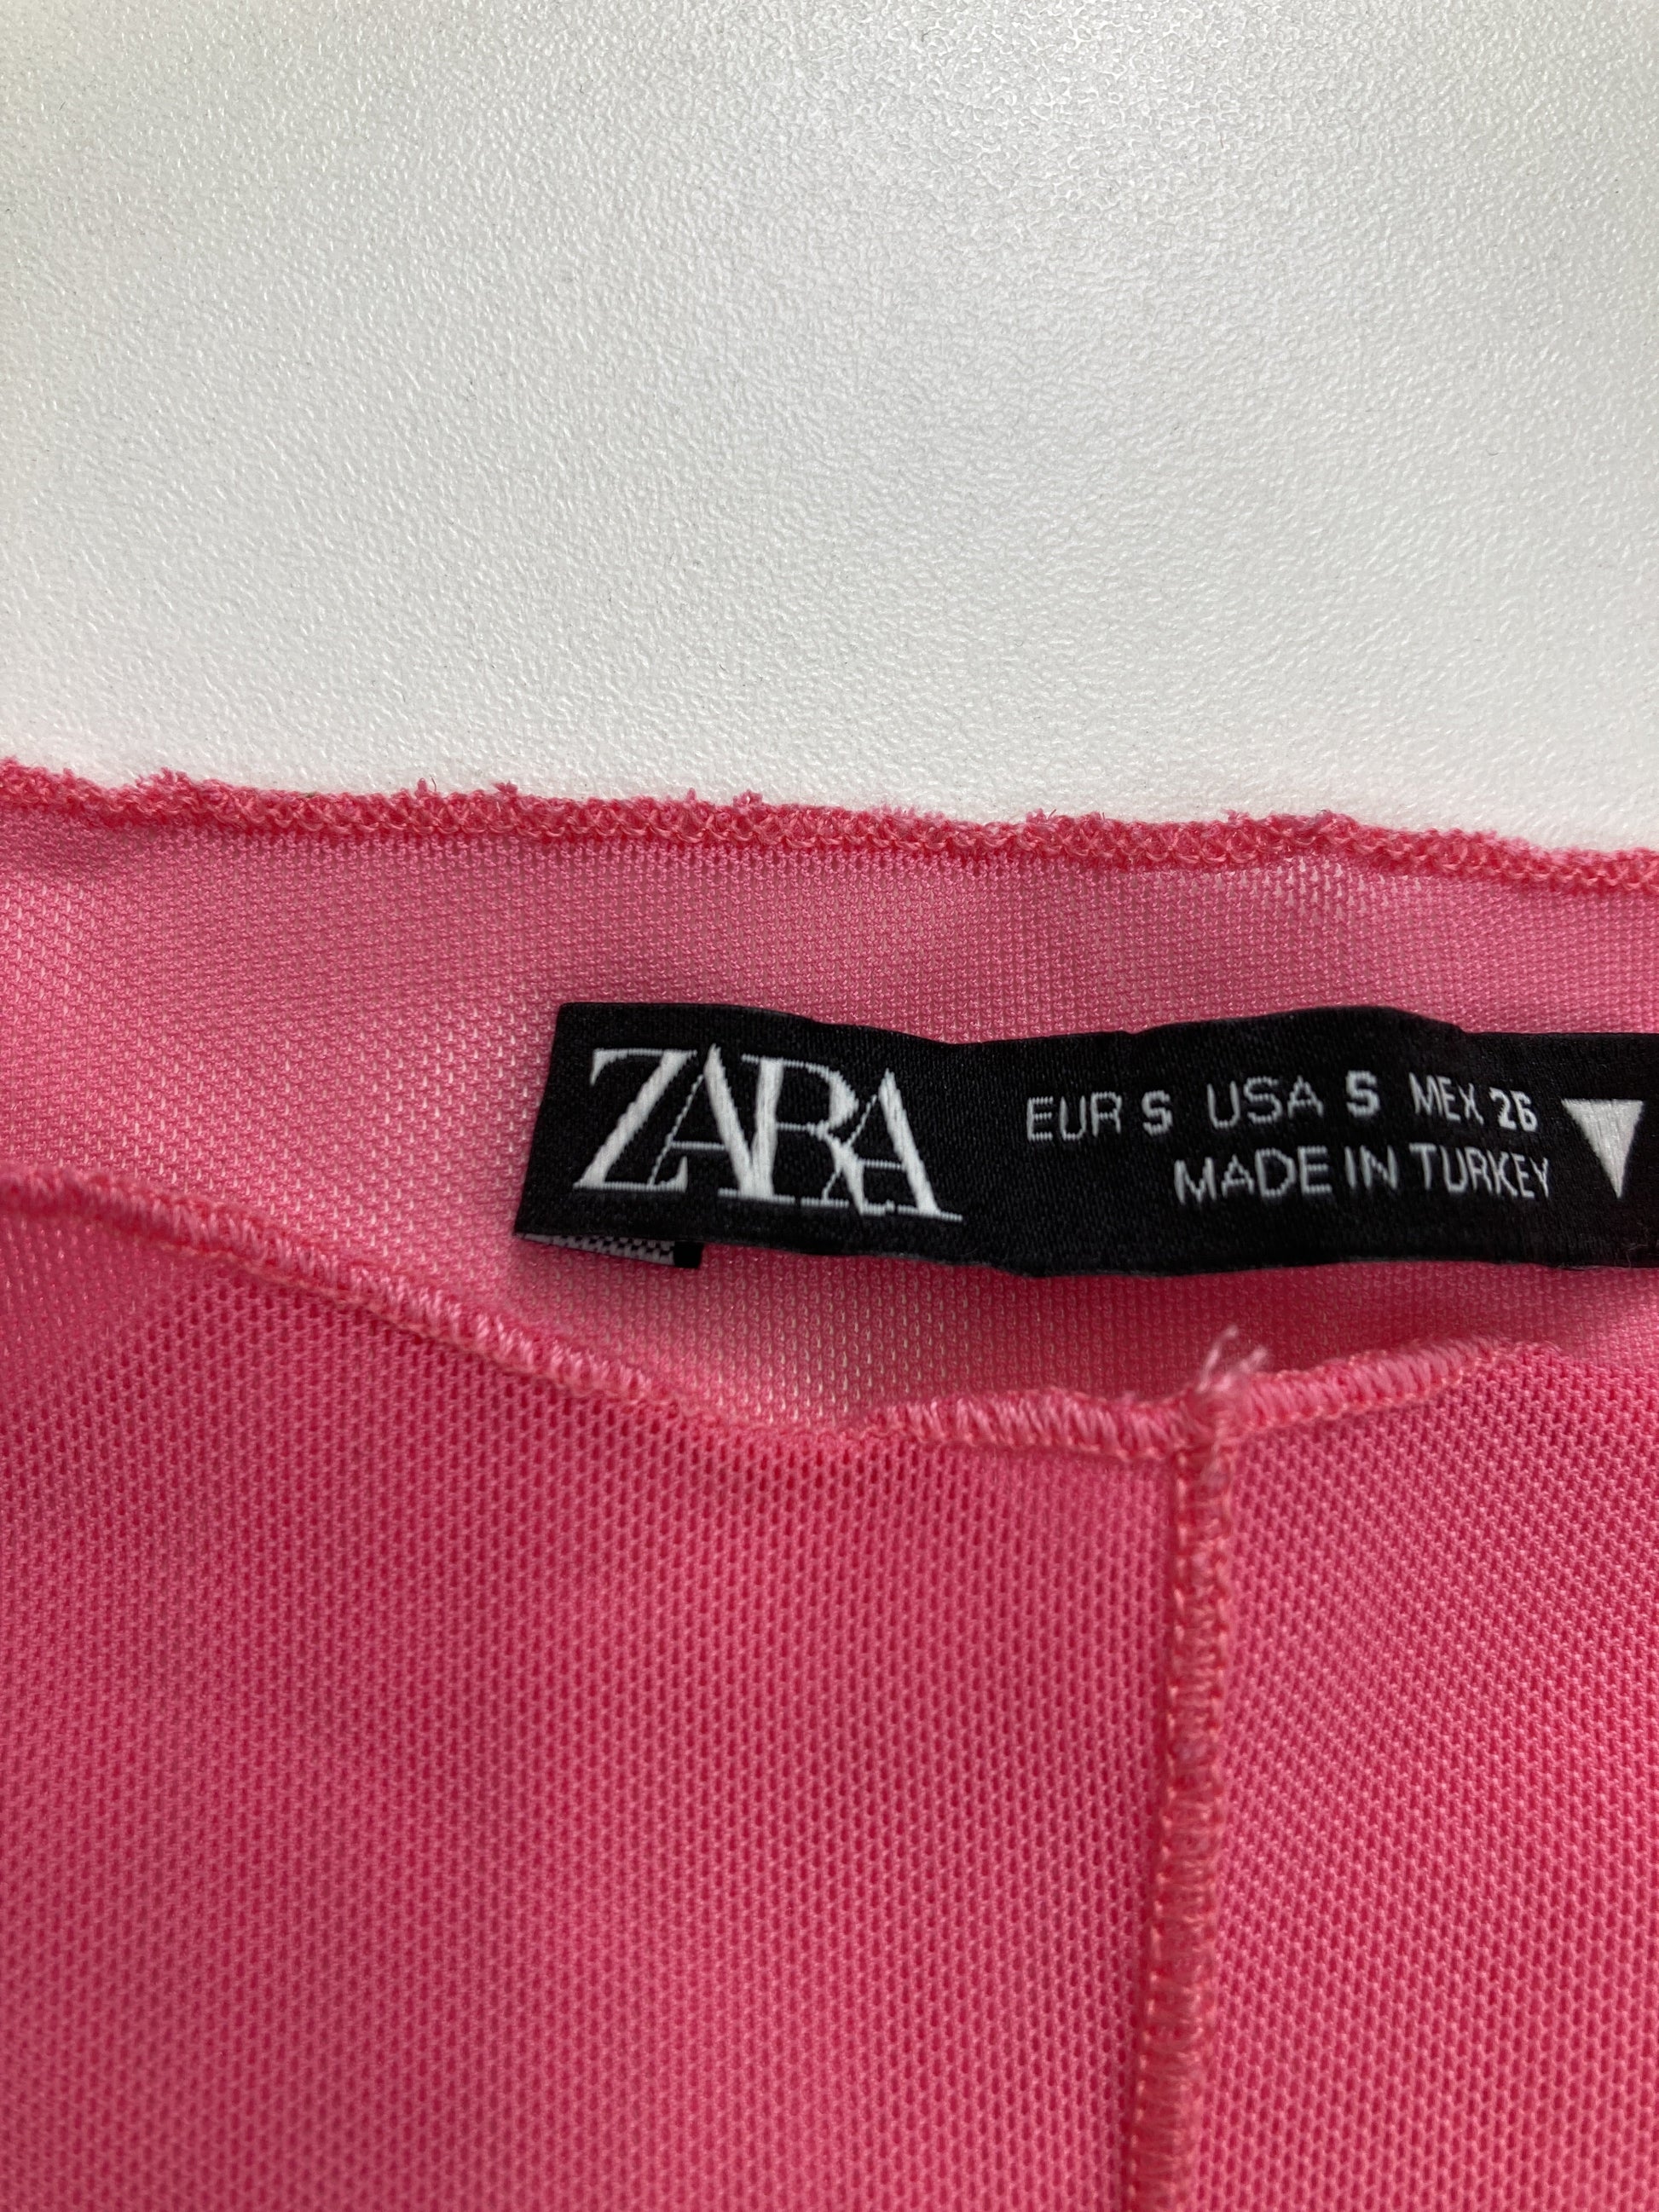 ZARA
EUR S USA S MEX 26
MADE IN TURKEY